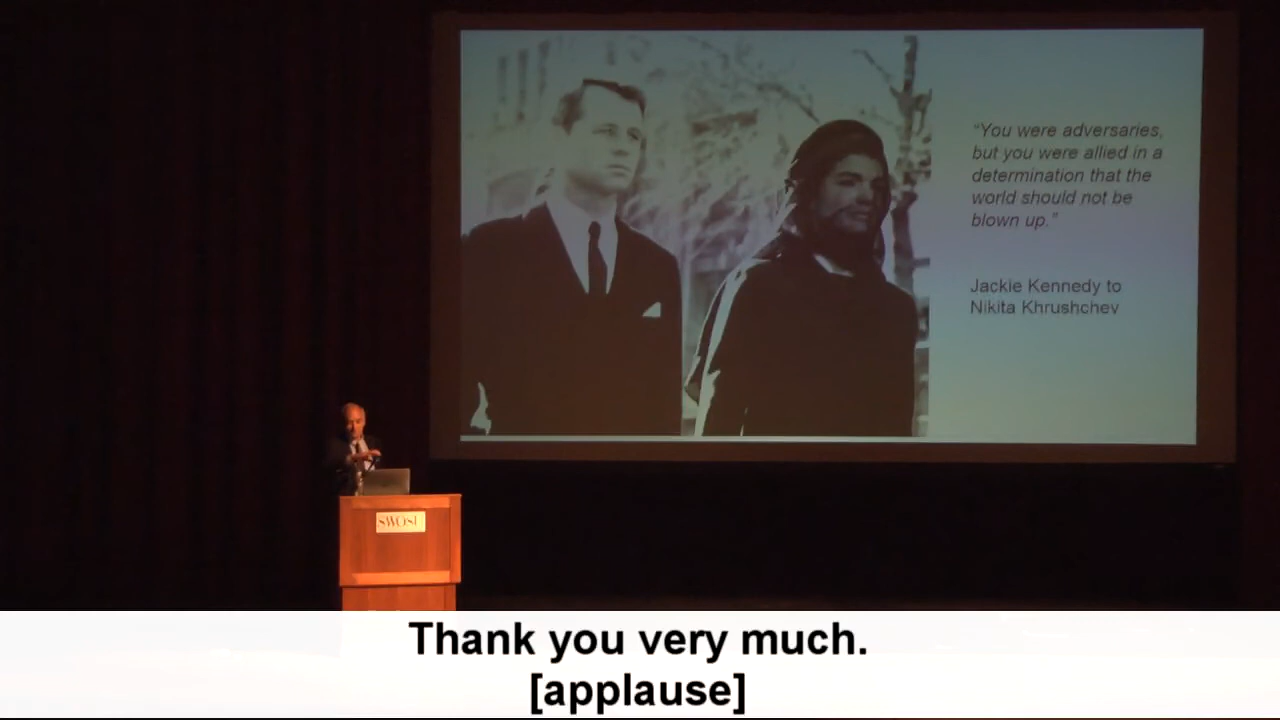 “You were adversaries,
but you were allied in a
determination that the
world should not be
blown up.”
Jackie Kennedy to
Nikita Khrushchev
SWOSU
Thank you very much.
[applause]